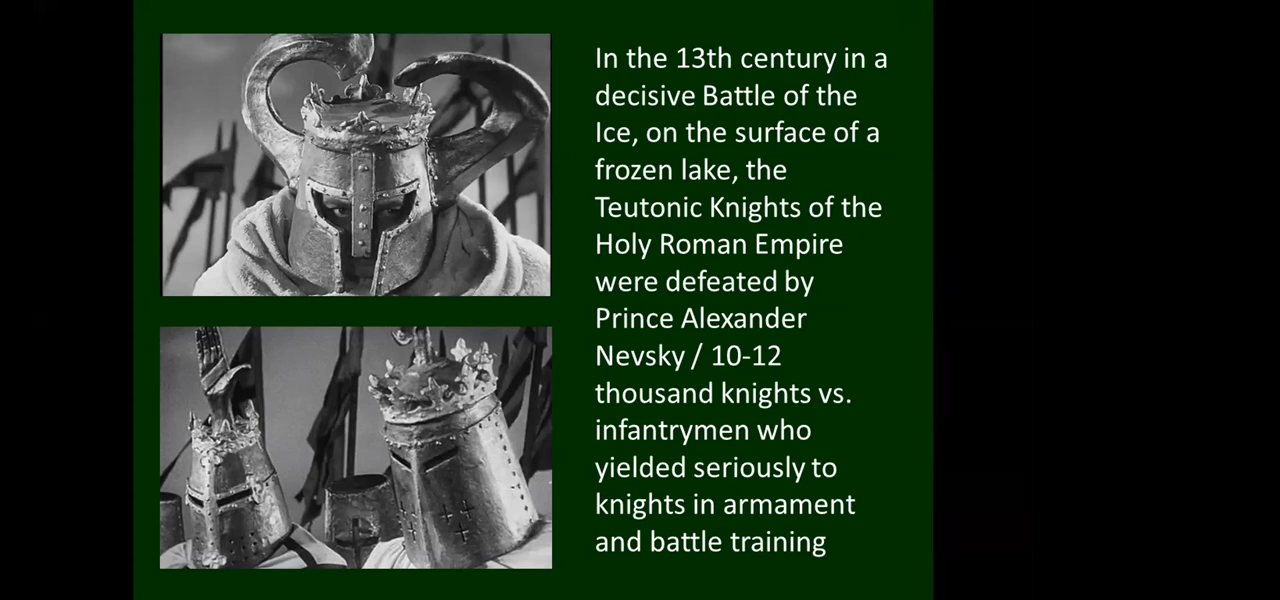 In the 13th century in a
decisive Battle of the
Ice, on the surface of a
frozen lake, the
Teutonic Knights of the
Holy Roman Empire
were defeated by
Prince Alexander
Nevsky / 10-12
thousand knights vs.
infantrymen who
yielded seriously to
knights in armament
and battle training